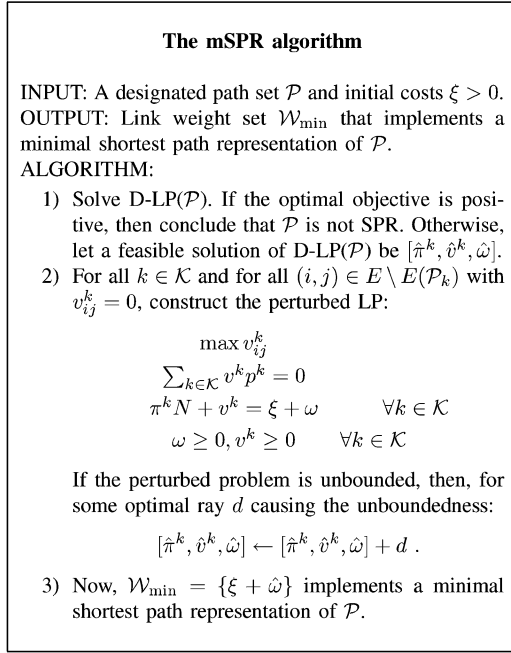 The mSPR algorithm
INPUT: A designated path set 𝒫 and initial costs ξ > 0.
OUTPUT: Link weight set 𝒲_min that implements a
minimal shortest path representation of 𝒫.
ALGORITHM:
1) Solve D-LP(𝒫). If the optimal objective is posi-
tive, then conclude that 𝒫 is not SPR. Otherwise,
let a feasible solution of D-LP(𝒫) be [π̂^k, v̂^k, ω̂].
2) For all k ∈ 𝒦 and for all (i, j) ∈ E \ E(𝒫_k) with
v_{ij}^k = 0, construct the perturbed LP:
max v_{ij}^k
∑_{k∈𝒦} v^k p^k = 0
π^k N + v^k = ξ + ω ∀k ∈ 𝒦
ω ≥ 0, v^k ≥ 0 ∀k ∈ 𝒦
If the perturbed problem is unbounded, then, for
some optimal ray d causing the unboundedness:
[π̂^k, v̂^k, ω̂] ← [π̂^k, v̂^k, ω̂] + d .
3) Now, 𝒲_min = {ξ + ω̂} implements a minimal
shortest path representation of 𝒫.